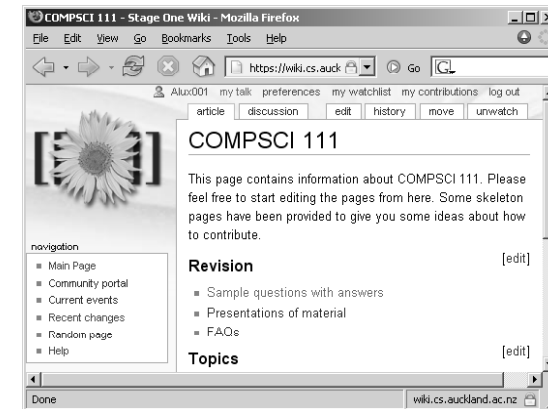 COMPSCI 111 - Stage One Wiki - Mozilla Firefox
File Edit View Go Bookmarks Tools Help
https://wiki.cs.auck Go G
Alux001 my talk preferences my watchlist my contributions log out
article discussion edit history move unwatch
COMPSCI 111
This page contains information about COMPSCI 111. Please
feel free to start editing the pages from here. Some skeleton
pages have been provided to give you some ideas about how
to contribute.
navigation
Main Page
Community portal
Current events
Recent changes
Random page
Help
Revision [edit]
Sample questions with answers
Presentations of material
FAQs
Topics [edit]
Done wiki.cs.auckland.ac.nz